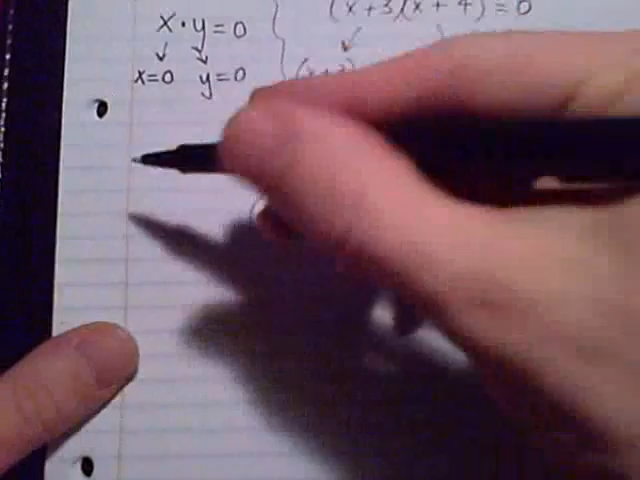 x · y = 0
x=0 y=0
(x+3)(x+4) = 0